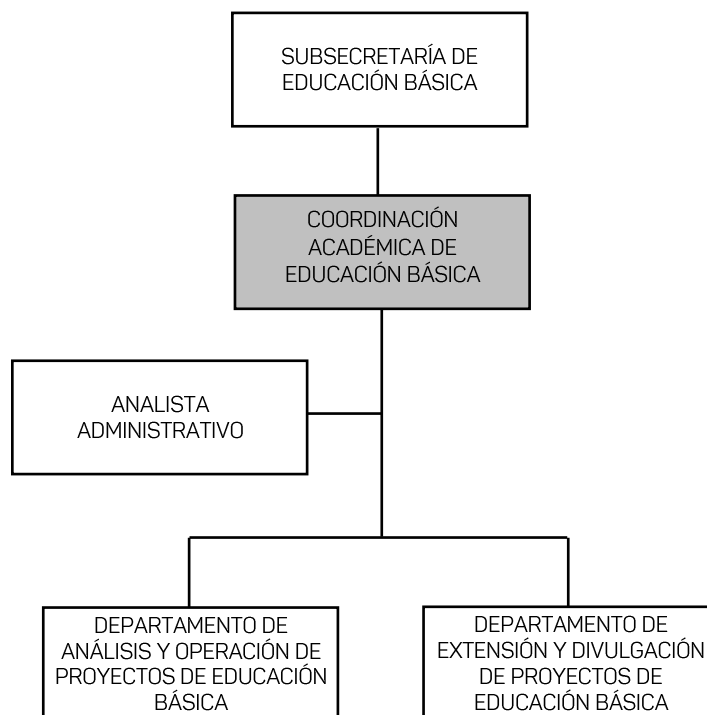 SUBSECRETARÍA DE
EDUCACIÓN BÁSICA
COORDINACIÓN
ACADÉMICA DE
EDUCACIÓN BÁSICA
ANALISTA
ADMINISTRATIVO
DEPARTAMENTO DE
ANÁLISIS Y OPERACIÓN DE
PROYECTOS DE EDUCACIÓN
BÁSICA
DEPARTAMENTO DE
EXTENSIÓN Y DIVULGACIÓN
DE PROYECTOS DE
EDUCACIÓN BÁSICA